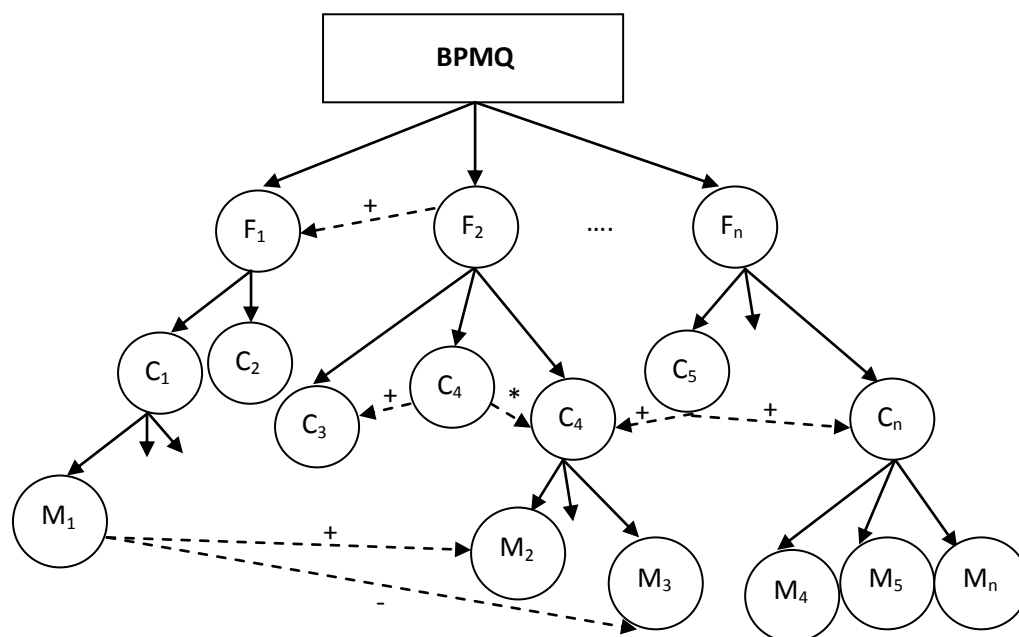 BPMQ
+
F₁
F₂
....
Fₙ
C₁
C₂
C₃
+
C₄
*
C₄
C₅
+
+
Cₙ
M₁
+
-
M₂
M₃
M₄
M₅
Mₙ